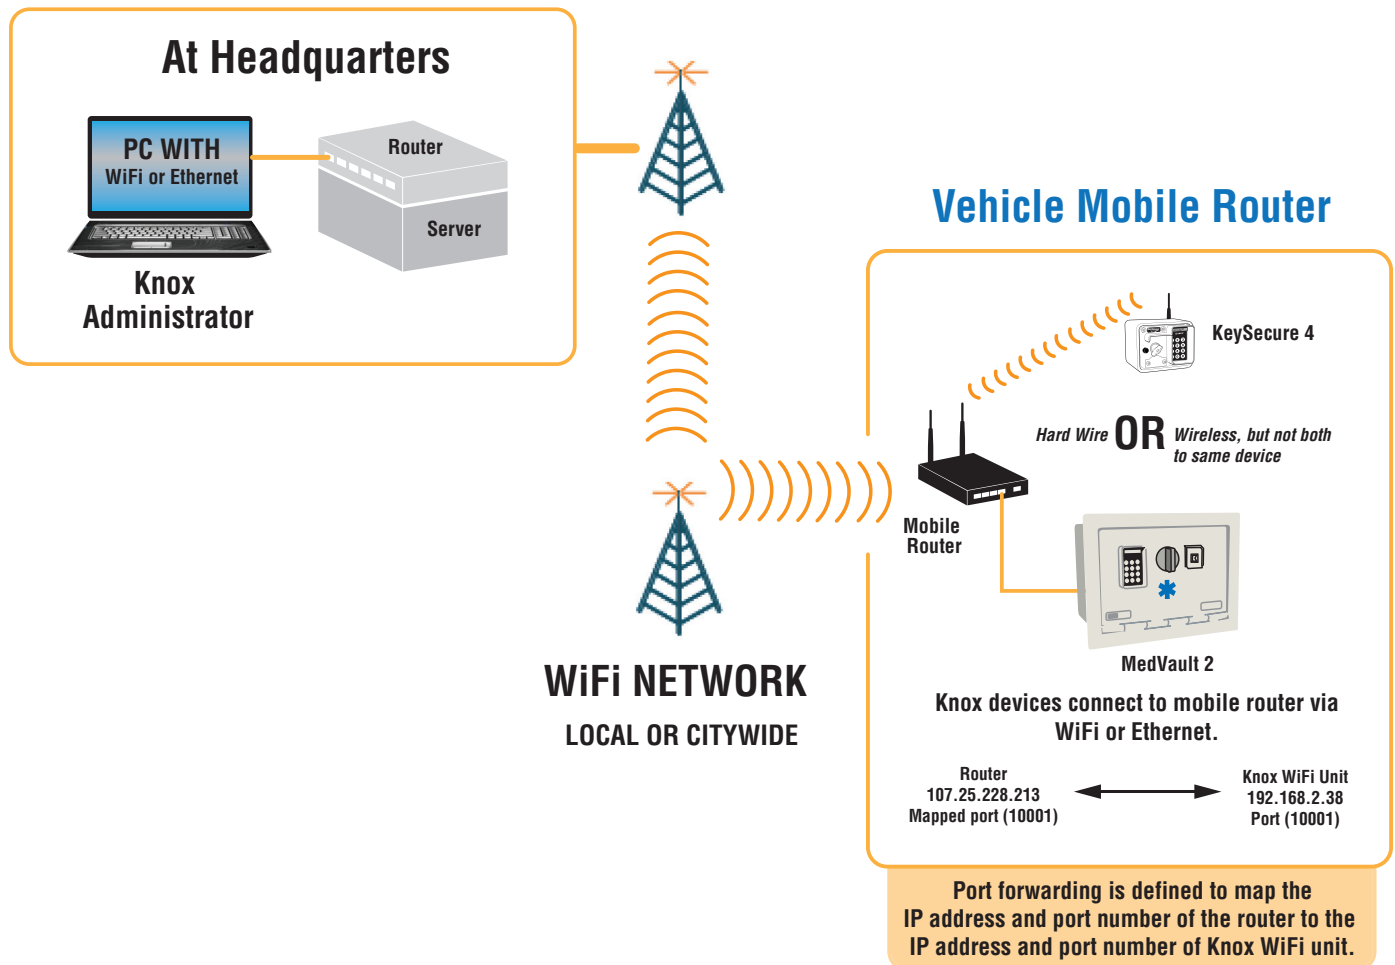 At Headquarters
PC WITH
WiFi or Ethernet
Router
Server
Knox
Administrator
WiFi NETWORK
LOCAL OR CITYWIDE
Vehicle Mobile Router
KeySecure 4
Hard Wire OR Wireless, but not both
to same device
Mobile
Router
MedVault 2
Knox devices connect to mobile router via
WiFi or Ethernet.
Router
107.25.228.213
Mapped port (10001)
Knox WiFi Unit
192.168.2.38
Port (10001)
Port forwarding is defined to map the
IP address and port number of the router to the
IP address and port number of Knox WiFi unit.